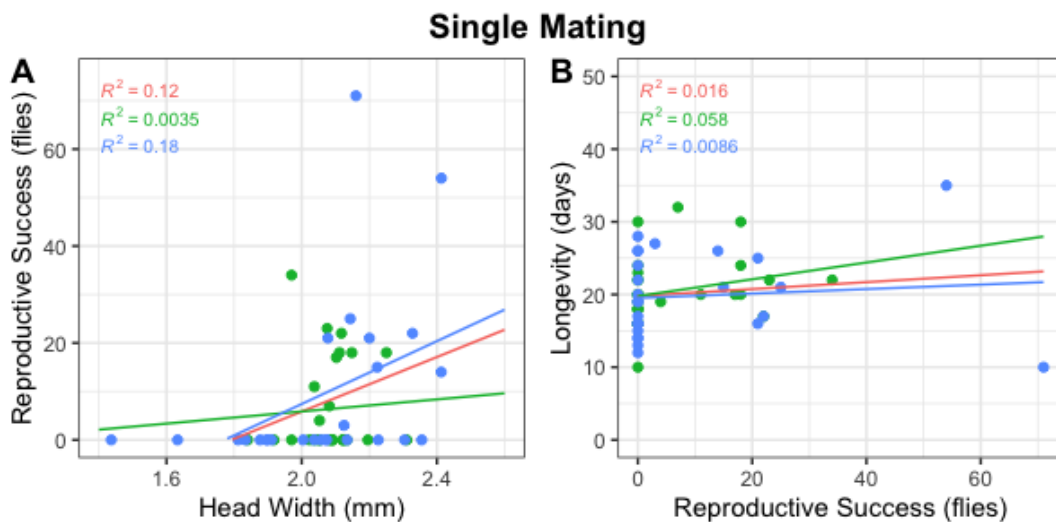 Single Mating
A
R² = 0.12
R² = 0.0035
R² = 0.18
Reproductive Success (flies)
60
40
20
0
1.6 2.0 2.4
Head Width (mm)
B
R² = 0.016
R² = 0.058
R² = 0.0086
Longevity (days)
50
40
30
20
10
0
0 20 40 60
Reproductive Success (flies)